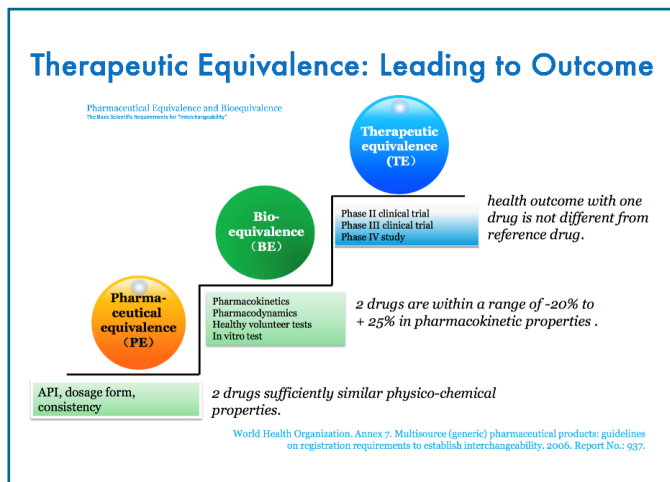 Therapeutic Equivalence: Leading to Outcome
Pharmaceutical Equivalence and Bioequivalence
The Basic Scientific Requirements for "Interchangeability"
Therapeutic
equivalence
(TE)
Phase II clinical trial
Phase III clinical trial
Phase IV study
health outcome with one
drug is not different from
reference drug.
Bio-
equivalence
(BE)
Pharmacokinetics
Pharmacodynamics
Healthy volunteer tests
In vitro test
2 drugs are within a range of -20% to
+ 25% in pharmacokinetic properties .
Pharma-
ceutical
equivalence
(PE)
API, dosage form,
consistency
2 drugs sufficiently similar physico-chemical
properties.
World Health Organization. Annex 7. Multisource (generic) pharmaceutical products: guidelines
on registration requirements to establish interchangeability. 2006. Report No.: 937.